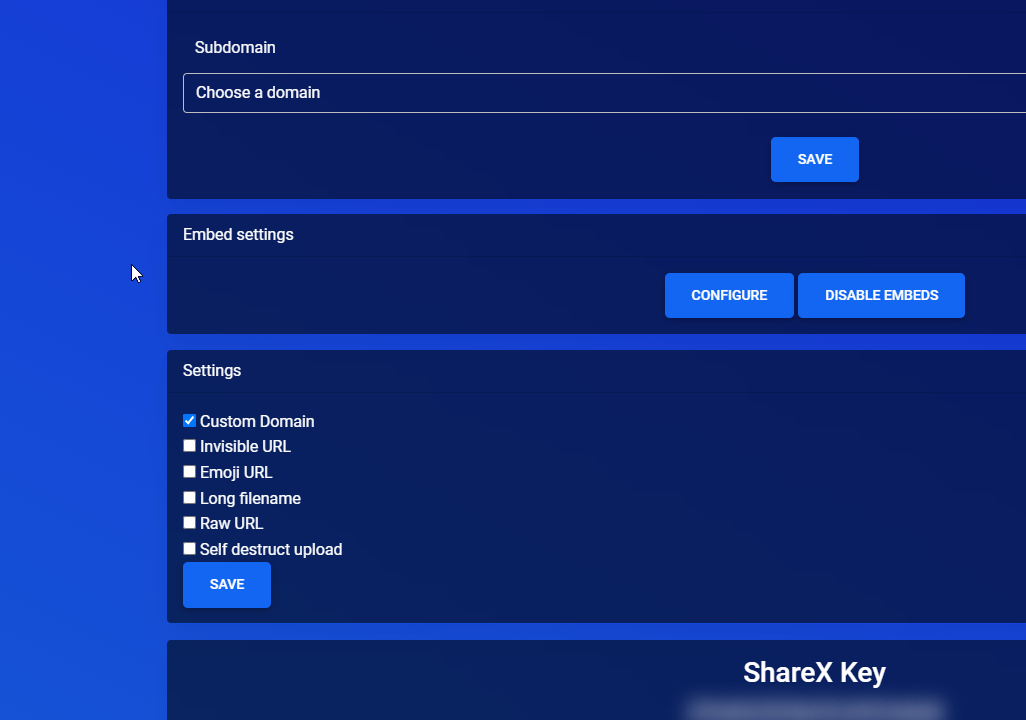 Subdomain
Choose a domain
SAVE
Embed settings
CONFIGURE DISABLE EMBEDS
Settings
Custom Domain
Invisible URL
Emoji URL
Long filename
Raw URL
Self destruct upload
SAVE
ShareX Key